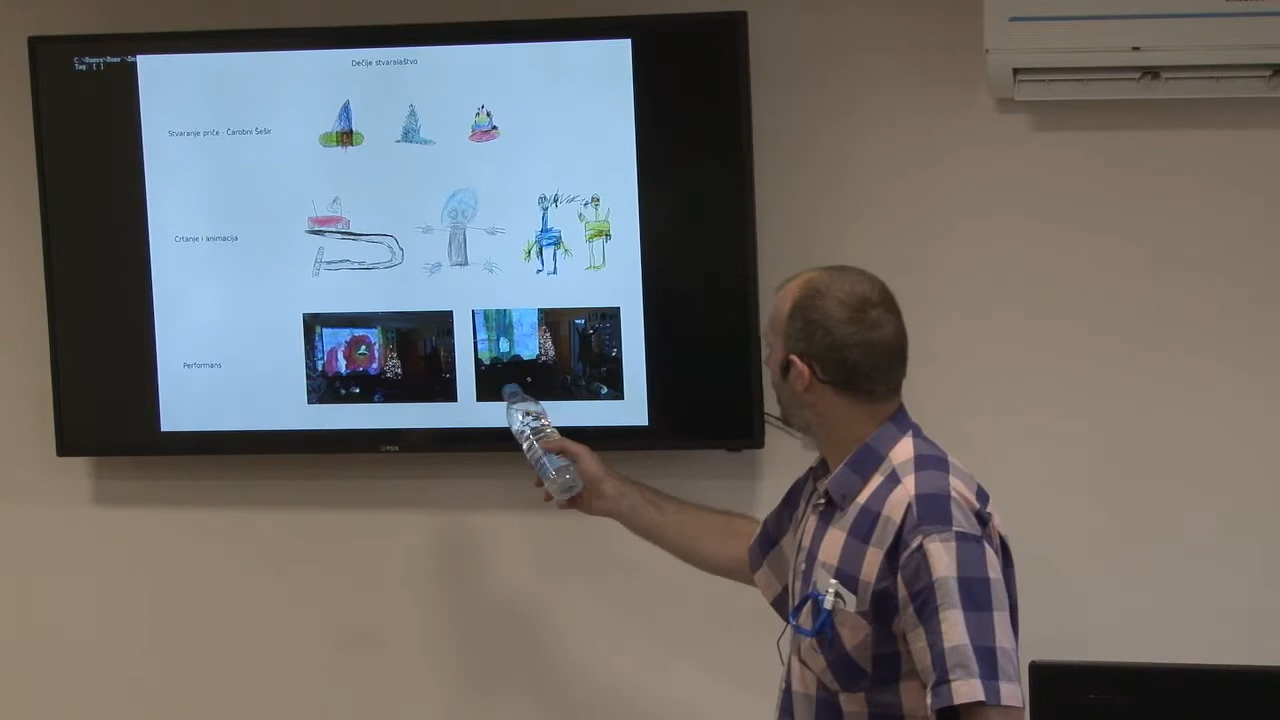 Dečije stvaralaštvo
Stvaranje priče - Čarobni Šešir
Crtanje i animacija
Performans